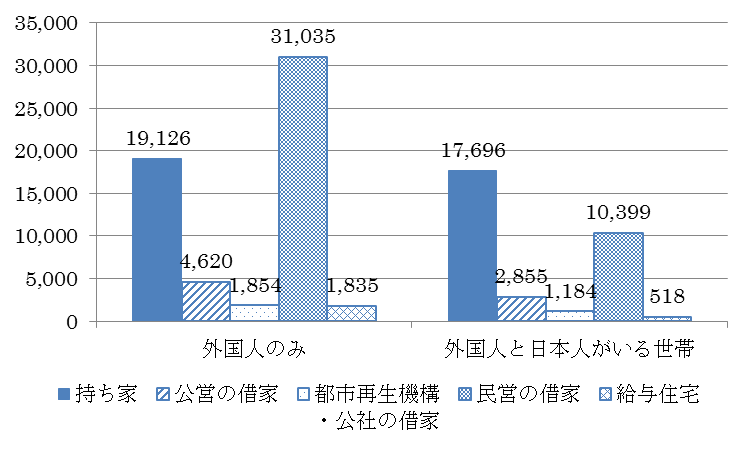 35,000
30,000
25,000
20,000
15,000
10,000
5,000
0
31,035
19,126
4,620
1,854
1,835
17,696
10,399
2,855
1,184
518
外国人のみ
外国人と日本人がいる世帯
持ち家
公営の借家
都市再生機構
・公社の借家
民営の借家
給与住宅